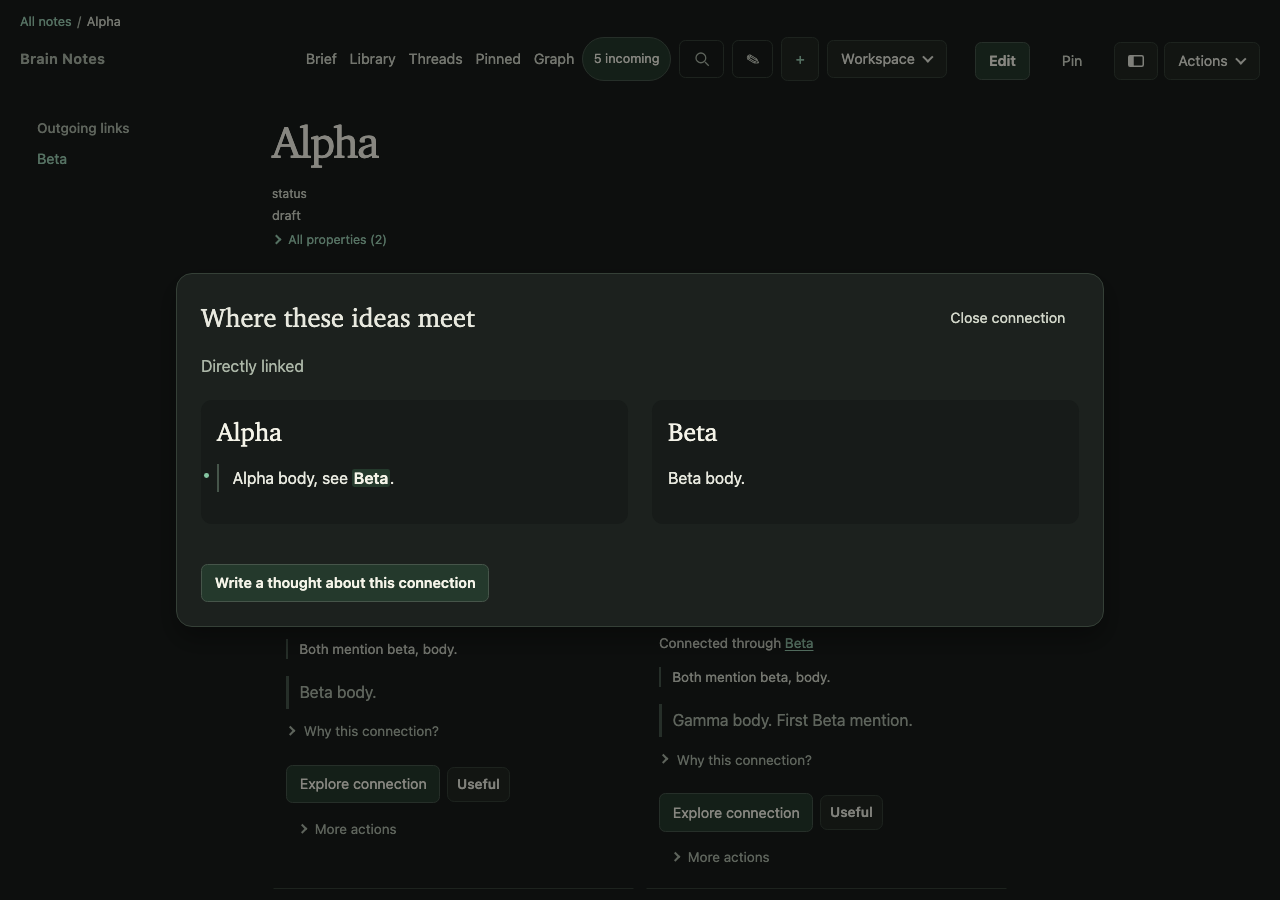 All notes / Alpha
Brain Notes
Brief Library Threads Pinned Graph 5 incoming
+
Workspace
Edit
Pin
Actions
Outgoing links
Beta
Alpha
status
draft
All properties (2)
Where these ideas meet
Close connection
Directly linked
Alpha
Alpha body, see Beta.
Beta
Beta body.
Write a thought about this connection
Both mention beta, body.
Beta body.
Why this connection?
Explore connection
Useful
More actions
Connected through Beta
Both mention beta, body.
Gamma body. First Beta mention.
Why this connection?
Explore connection
Useful
More actions